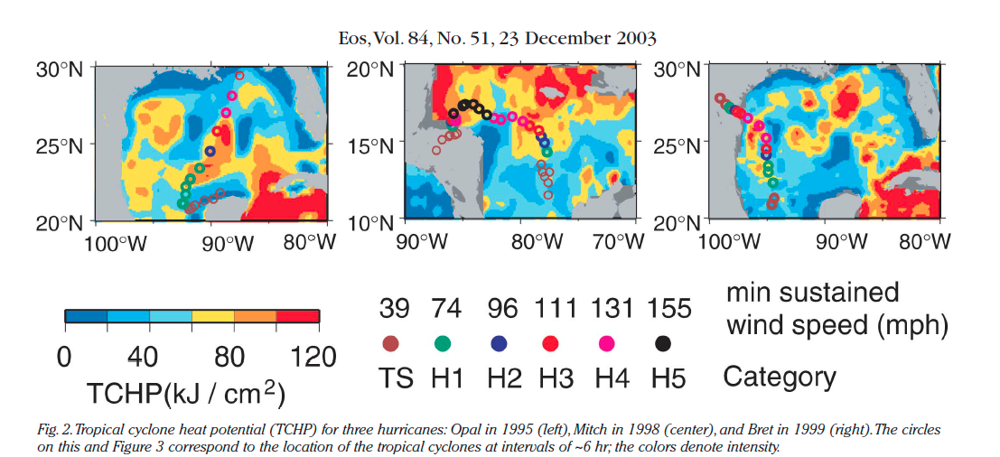 Eos, Vol. 84, No. 51, 23 December 2003
30°N
25°N
20°N
100°W 90°W 80°W
20°N
15°N
10°N
90°W 80°W 70°W
30°N
25°N
20°N
100°W 90°W 80°W
0 40 80 120
TCHP(kJ / cm²)
39 74 96 111 131 155
TS H1 H2 H3 H4 H5
min sustained
wind speed (mph)
Category
Fig. 2. Tropical cyclone heat potential (TCHP) for three hurricanes: Opal in 1995 (left), Mitch in 1998 (center), and Bret in 1999 (right). The circles
on this and Figure 3 correspond to the location of the tropical cyclones at intervals of ~6 hr; the colors denote intensity.